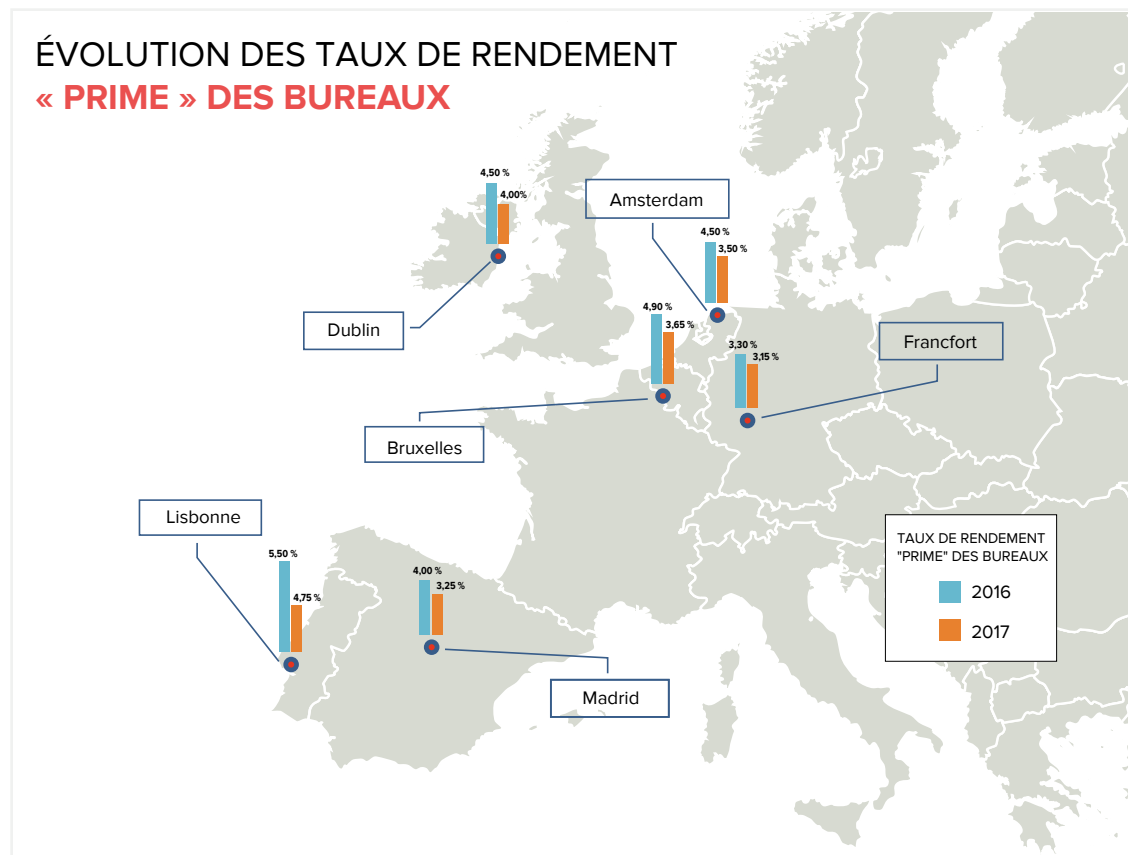 ÉVOLUTION DES TAUX DE RENDEMENT
« PRIME » DES BUREAUX
4,50 %
4,00%
Dublin
Amsterdam
4,50 %
3,50 %
4,90 %
3,65 %
Bruxelles
Francfort
3,30 %
3,15 %
Lisbonne
5,50 %
4,75 %
4,00 %
3,25 %
Madrid
TAUX DE RENDEMENT
"PRIME" DES BUREAUX
2016
2017